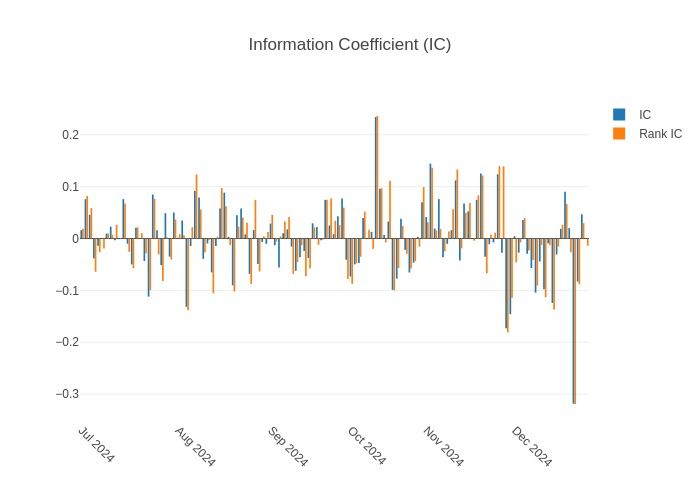 Information Coefficient (IC)
IC
Rank IC
0.2
0.1
0
−0.1
−0.2
−0.3
Jul 2024
Aug 2024
Sep 2024
Oct 2024
Nov 2024
Dec 2024